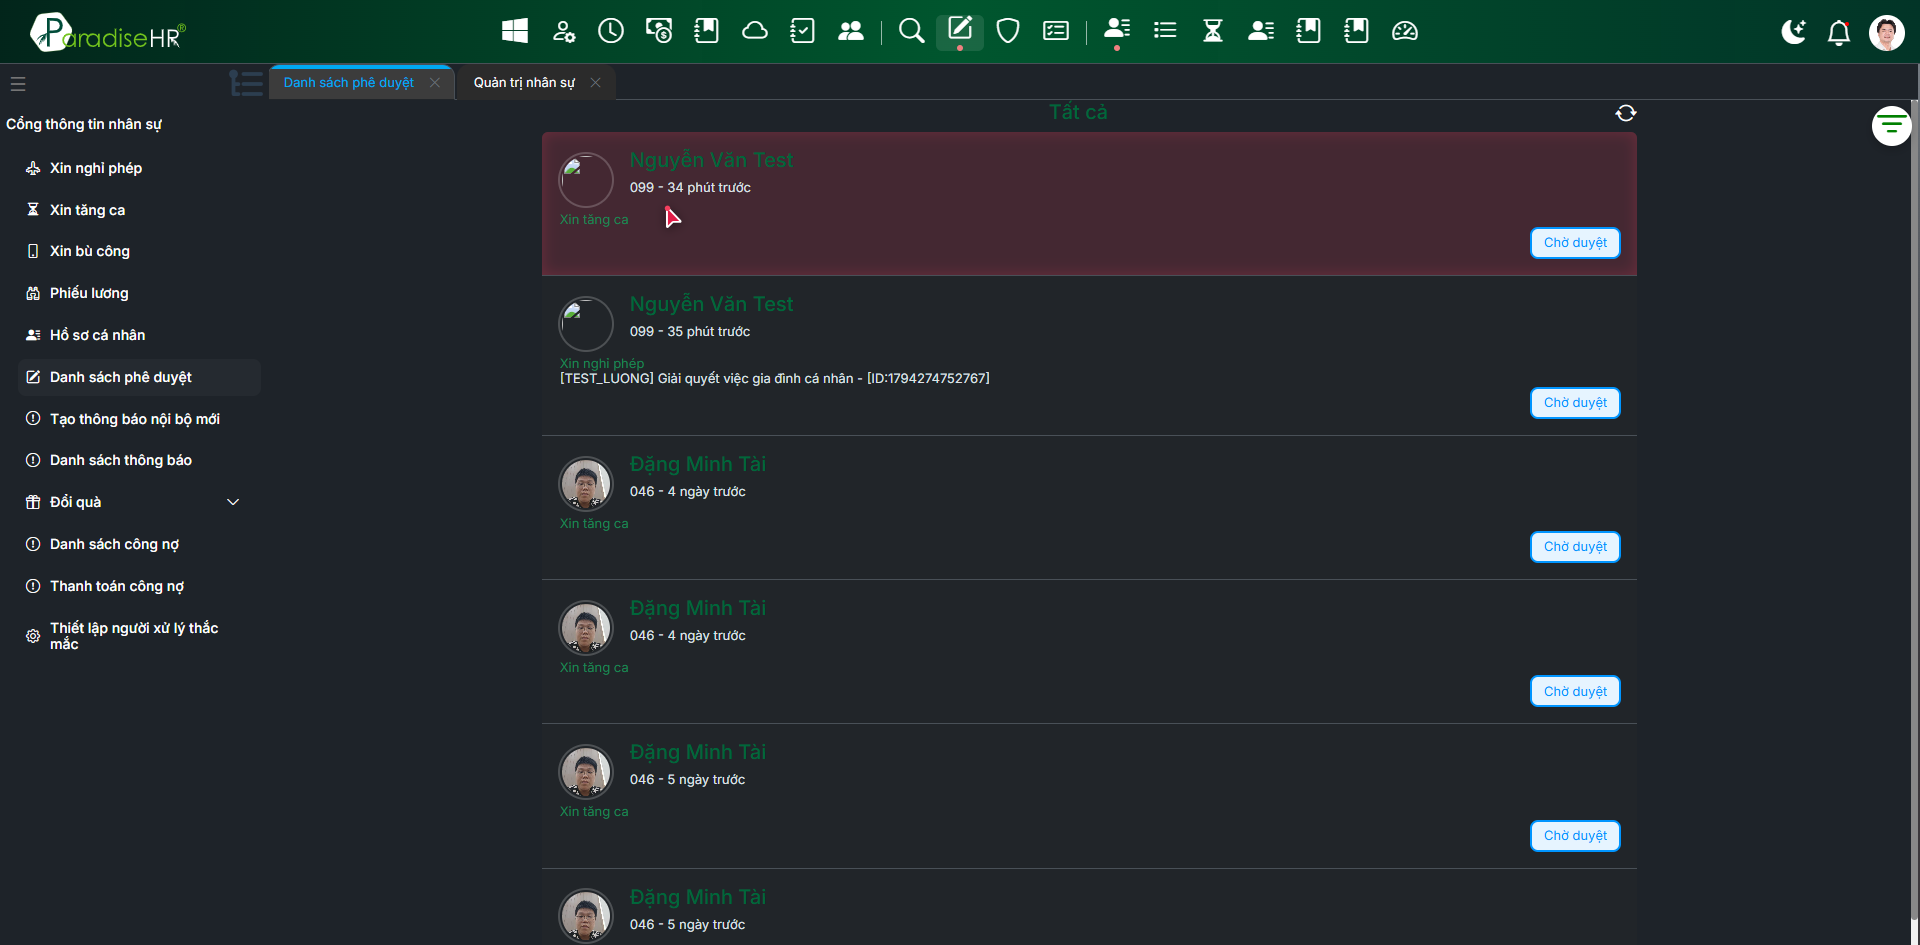 ParadiseHR®
Danh sách phê duyệt
Quản trị nhân sự
Cổng thông tin nhân sự
Xin nghỉ phép
Xin tăng ca
Xin bù công
Phiếu lương
Hồ sơ cá nhân
Danh sách phê duyệt
Tạo thông báo nội bộ mới
Danh sách thông báo
Đổi quà
Danh sách công nợ
Thanh toán công nợ
Thiết lập người xử lý thắc
mắc
Tất cả
Nguyễn Văn Test
099 - 34 phút trước
Xin tăng ca
Chờ duyệt
Nguyễn Văn Test
099 - 35 phút trước
Xin nghỉ phép
[TEST_LUONG] Giải quyết việc gia đình cá nhân - [ID:1794274752767]
Chờ duyệt
Đặng Minh Tài
046 - 4 ngày trước
Xin tăng ca
Chờ duyệt
Đặng Minh Tài
046 - 4 ngày trước
Xin tăng ca
Chờ duyệt
Đặng Minh Tài
046 - 5 ngày trước
Xin tăng ca
Chờ duyệt
Đặng Minh Tài
046 - 5 ngày trước